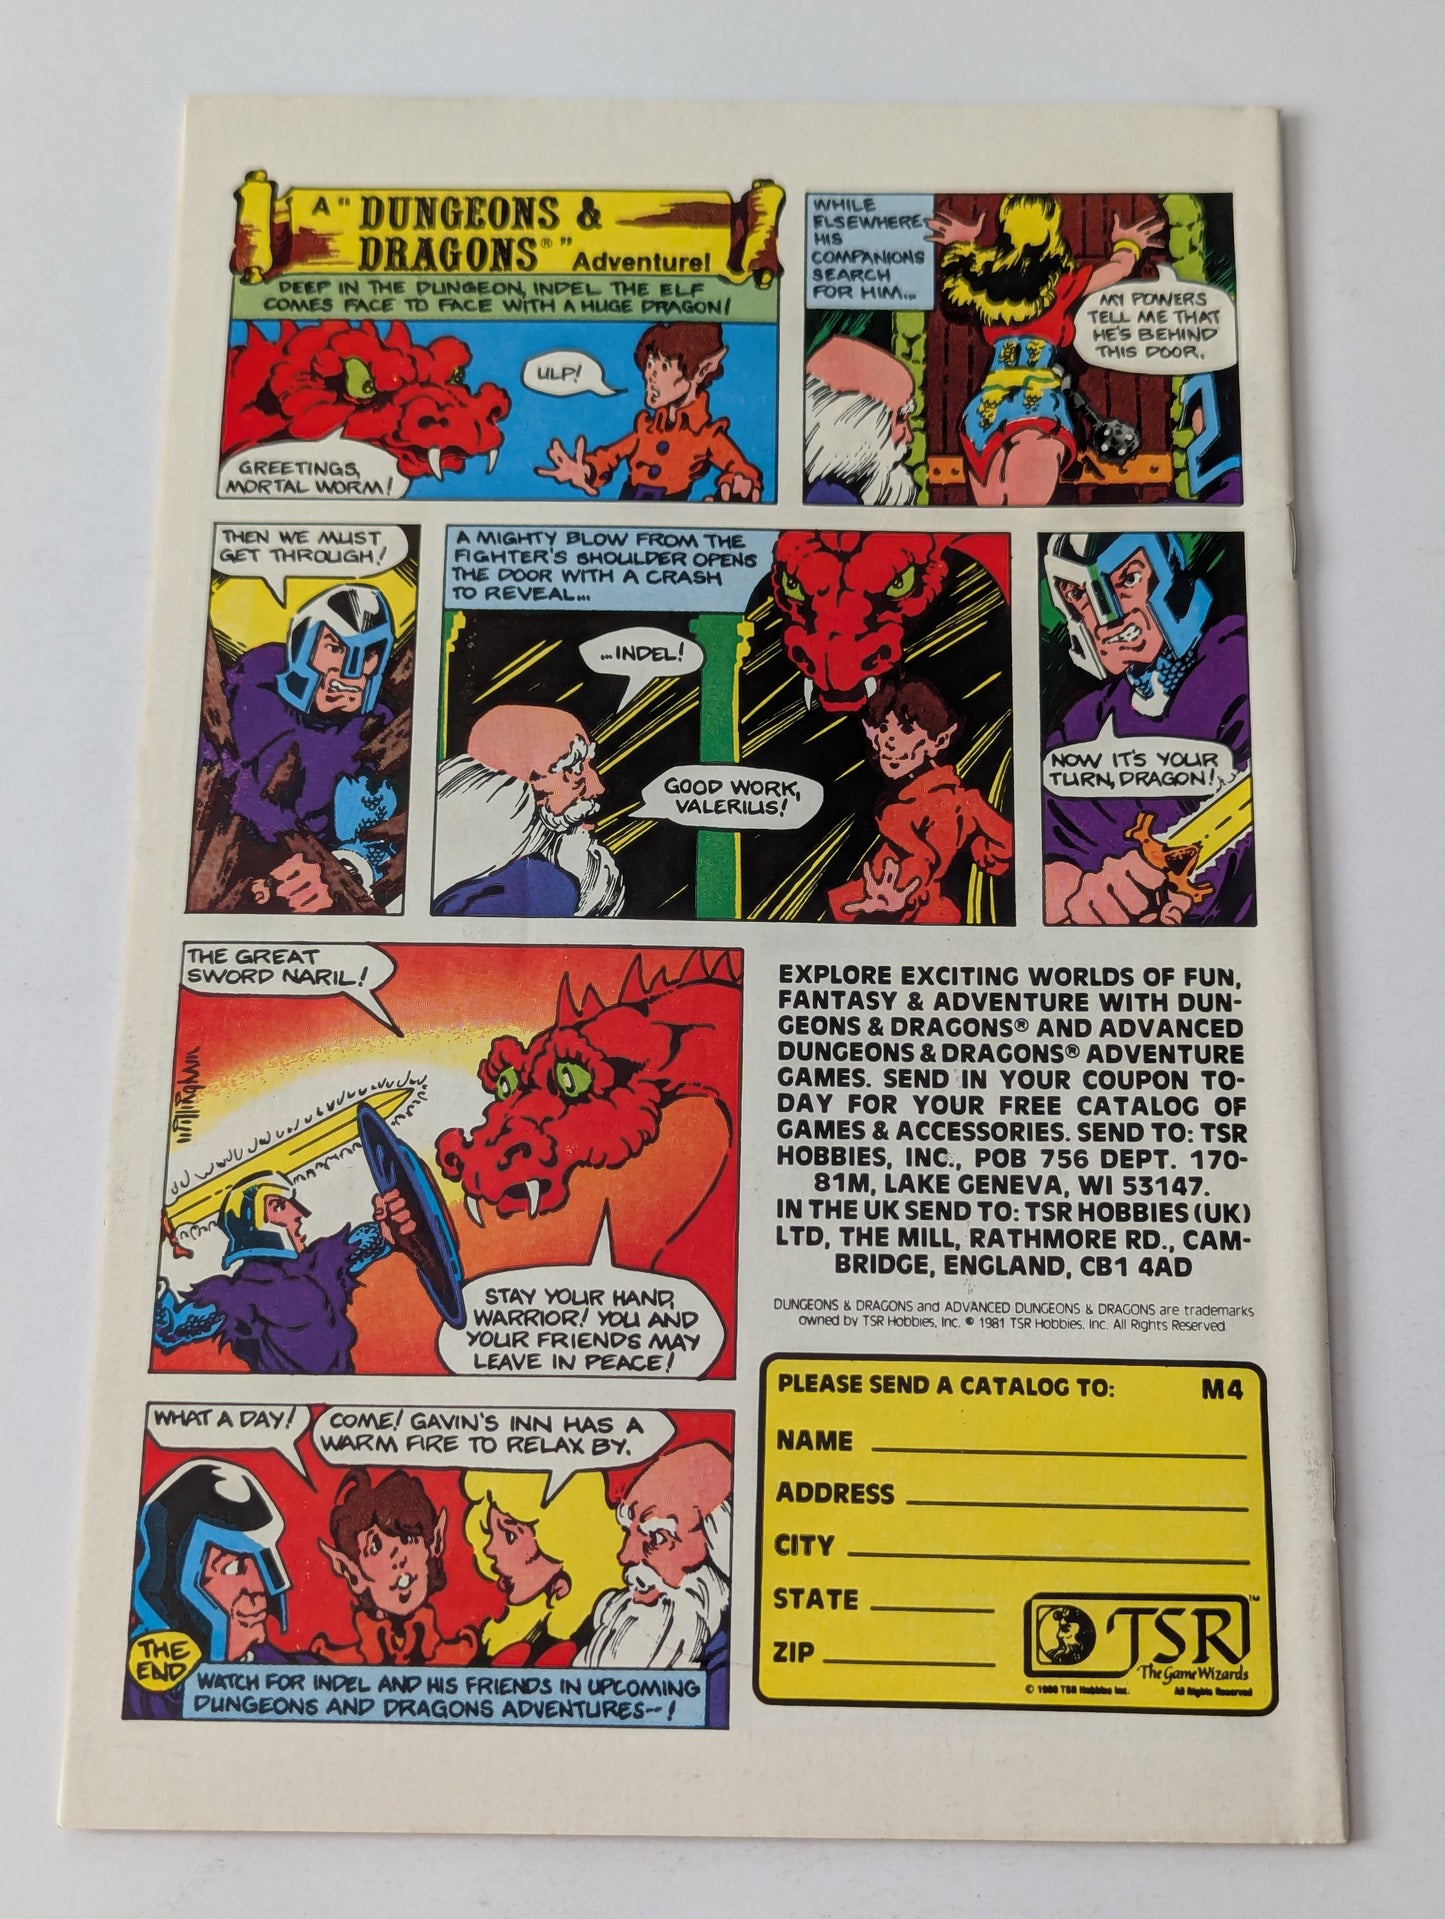 A "DUNGEONS &
DRAGONS®" Adventure!
DEEP IN THE DUNGEON, INDEL THE ELF
COMES FACE TO FACE WITH A HUGE DRAGON!
GREETINGS,
MORTAL WORM!
ULP!
WHILE
ELSEWHERE
HIS
COMPANIONS
SEARCH
FOR HIM...
MY POWERS
TELL ME THAT
HE'S BEHIND
THIS DOOR.
THEN WE MUST
GET THROUGH!
A MIGHTY BLOW FROM THE
FIGHTER'S SHOULDER OPENS
THE DOOR WITH A CRASH
TO REVEAL...
...INDEL!
GOOD WORK,
VALERIUS!
NOW IT'S YOUR
TURN, DRAGON!
THE GREAT
SWORD NARIL!
willingham
STAY YOUR HAND,
WARRIOR! YOU AND
YOUR FRIENDS MAY
LEAVE IN PEACE!
WHAT A DAY!
COME! GAVIN'S INN HAS A
WARM FIRE TO RELAX BY.
THE
END
WATCH FOR INDEL AND HIS FRIENDS IN UPCOMING
DUNGEONS AND DRAGONS ADVENTURES--!
EXPLORE EXCITING WORLDS OF FUN,
FANTASY & ADVENTURE WITH DUN-
GEONS & DRAGONS® AND ADVANCED
DUNGEONS & DRAGONS® ADVENTURE
GAMES. SEND IN YOUR COUPON TO-
DAY FOR YOUR FREE CATALOG OF
GAMES & ACCESSORIES. SEND TO: TSR
HOBBIES, INC., POB 756 DEPT. 170-
81M, LAKE GENEVA, WI 53147.
IN THE UK SEND TO: TSR HOBBIES (UK)
LTD, THE MILL, RATHMORE RD., CAM-
BRIDGE, ENGLAND, CB1 4AD
DUNGEONS & DRAGONS and ADVANCED DUNGEONS & DRAGONS are trademarks
owned by TSR Hobbies, Inc. © 1981 TSR Hobbies, Inc. All Rights Reserved.
PLEASE SEND A CATALOG TO: M4
NAME
ADDRESS
CITY
STATE
ZIP
TSR™
The Game Wizards
© 1980 TSR Hobbies Inc. All Rights Reserved